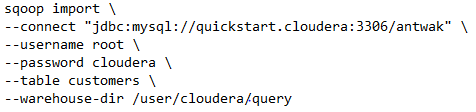 sqoop import \
--connect "jdbc:mysql://quickstart.cloudera:3306/antwak" \
--username root \
--password cloudera \
--table customers \
--warehouse-dir /user/cloudera/query